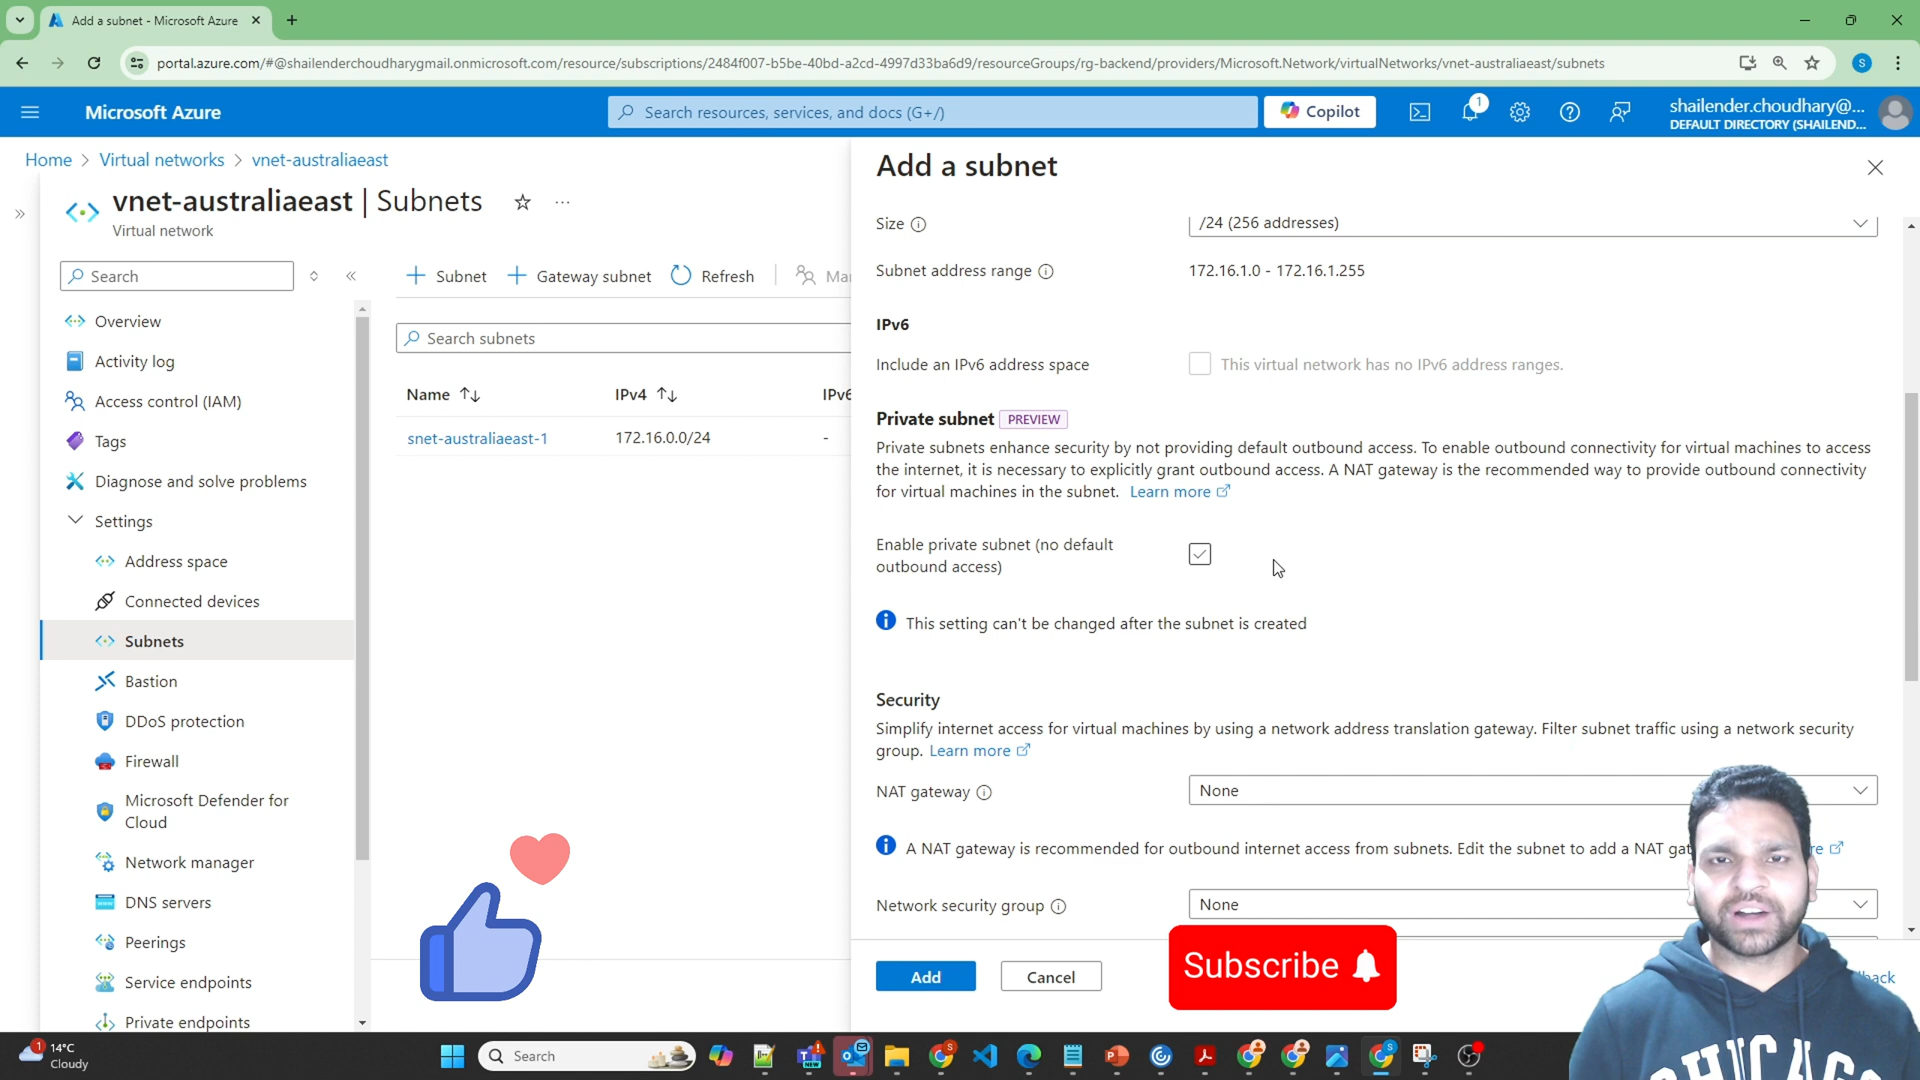 Add a subnet - Microsoft Azure
portal.azure.com/#@shailenderchoudharygmail.onmicrosoft.com/resource/subscriptions/2484f007-b5be-40bd-a2cd-4997d33ba6d9/resourceGroups/rg-backend/providers/Microsoft.Network/virtualNetworks/vnet-australiaeast/subnets
S
Microsoft Azure
Search resources, services, and docs (G+/)
Copilot
1
shailender.choudhary@...
DEFAULT DIRECTORY (SHAILEND...
Home > Virtual networks > vnet-australiaeast
vnet-australiaeast | Subnets
Virtual network
Search
Overview
Activity log
Access control (IAM)
Tags
Diagnose and solve problems
Settings
Address space
Connected devices
Subnets
Bastion
DDoS protection
Firewall
Microsoft Defender for
Cloud
Network manager
DNS servers
Peerings
Service endpoints
Private endpoints
+ Subnet
+ Gateway subnet
Refresh
Mar
Search subnets
Name
IPv4
IPv6
snet-australiaeast-1
172.16.0.0/24
-
Add a subnet
Size
/24 (256 addresses)
Subnet address range
172.16.1.0 - 172.16.1.255
IPv6
Include an IPv6 address space
This virtual network has no IPv6 address ranges.
Private subnet PREVIEW
Private subnets enhance security by not providing default outbound access. To enable outbound connectivity for virtual machines to access
the internet, it is necessary to explicitly grant outbound access. A NAT gateway is the recommended way to provide outbound connectivity
for virtual machines in the subnet. Learn more
Enable private subnet (no default
outbound access)
This setting can't be changed after the subnet is created
Security
Simplify internet access for virtual machines by using a network address translation gateway. Filter subnet traffic using a network security
group. Learn more
NAT gateway
None
A NAT gateway is recommended for outbound internet access from subnets. Edit the subnet to add a NAT gat
re
Network security group
None
Add
Cancel
Subscribe
back
CHICAGO
1
14°C
Cloudy
Search
NEW
S
S